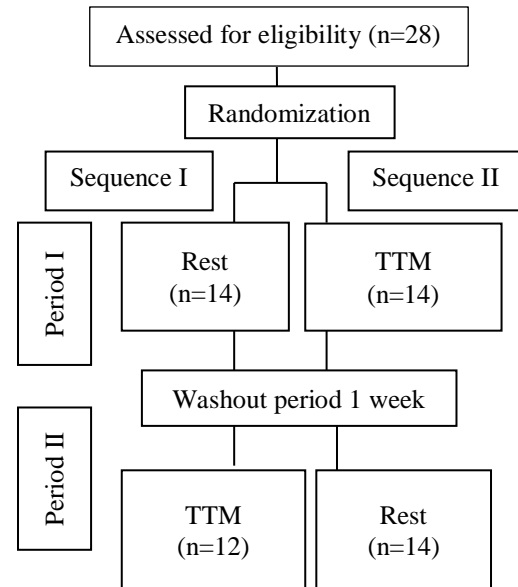 Assessed for eligibility (n=28)
Randomization
Sequence I
Sequence II
Period I
Rest
(n=14)
TTM
(n=14)
Washout period 1 week
Period II
TTM
(n=12)
Rest
(n=14)